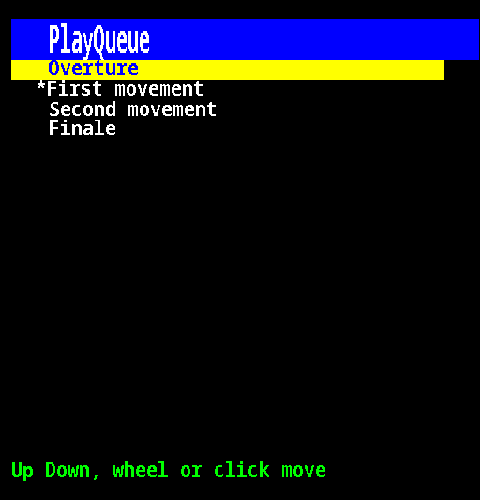 PlayQueue
Overture
*First movement
Second movement
Finale
Up Down, wheel or click move